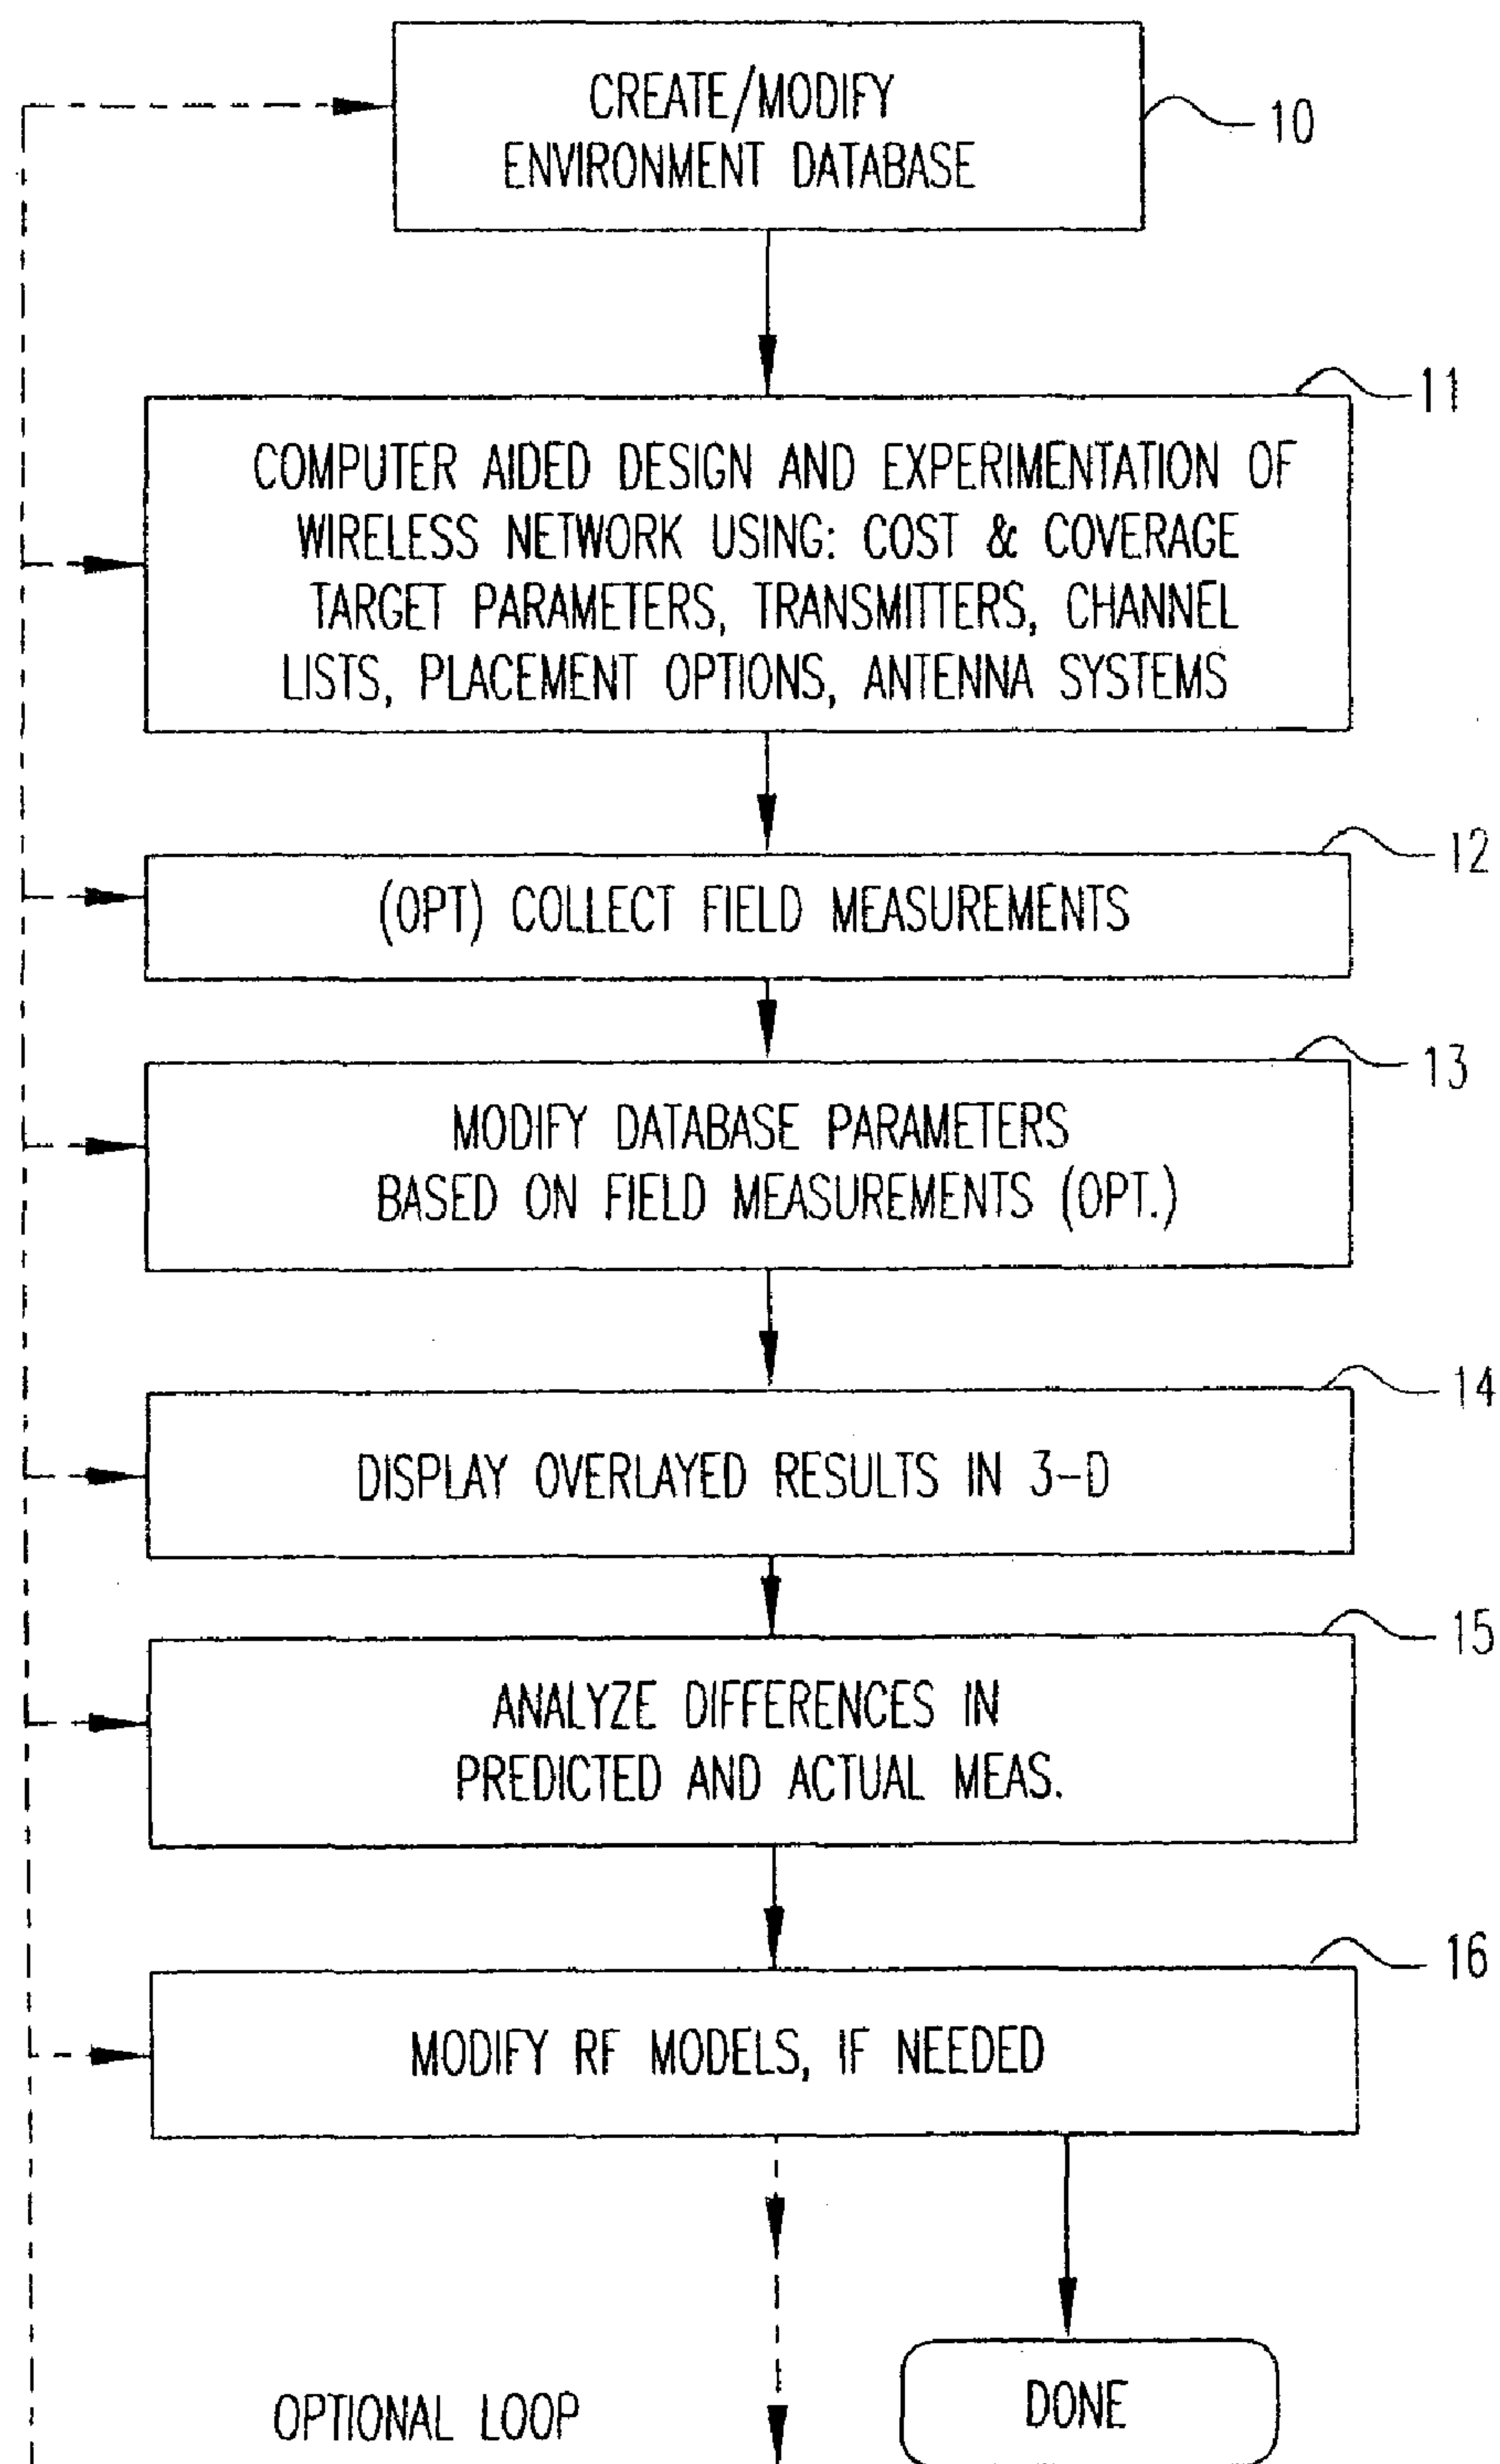 CREATE/MODIFY
ENVIRONMENT DATABASE
10
11
COMPUTER AIDED DESIGN AND EXPERIMENTATION OF
WIRELESS NETWORK USING: COST & COVERAGE
TARGET PARAMETERS, TRANSMITTERS, CHANNEL
LISTS, PLACEMENT OPTIONS, ANTENNA SYSTEMS
12
(OPT) COLLECT FIELD MEASUREMENTS
13
MODIFY DATABASE PARAMETERS
BASED ON FIELD MEASUREMENTS (OPT.)
14
DISPLAY OVERLAYED RESULTS IN 3-D
15
ANALYZE DIFFERENCES IN
PREDICTED AND ACTUAL MEAS.
16
MODIFY RF MODELS, IF NEEDED
OPTIONAL LOOP
DONE